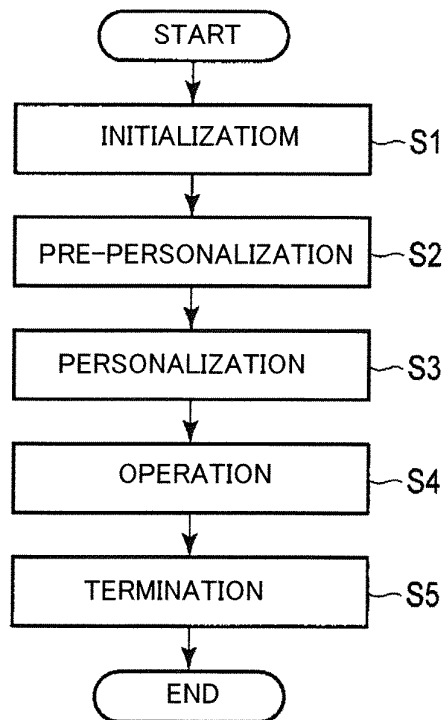 START
INITIALIZATIOM S1
PRE-PERSONALIZATION S2
PERSONALIZATION S3
OPERATION S4
TERMINATION S5
END